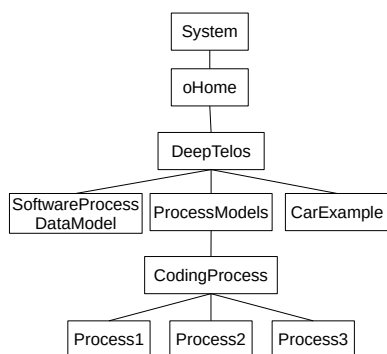 System
oHome
DeepTelos
SoftwareProcess
DataModel
ProcessModels
CarExample
CodingProcess
Process1
Process2
Process3